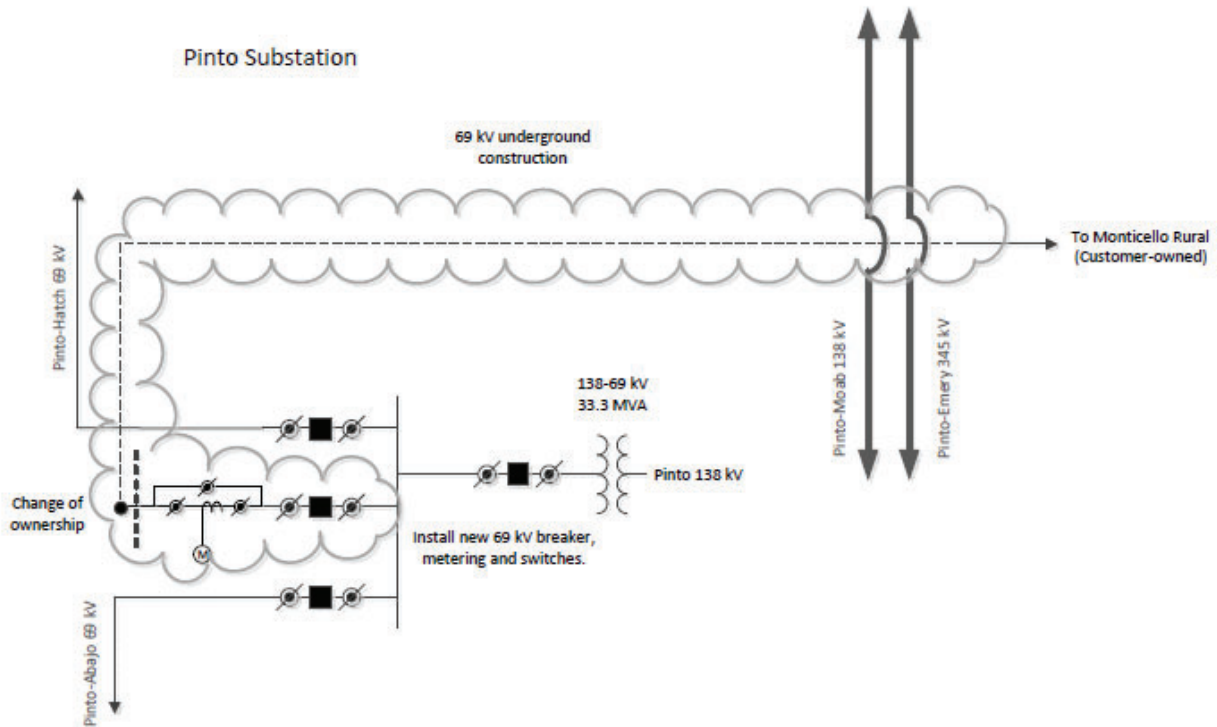 Pinto Substation
69 kV underground
construction
To Monticello Rural
(Customer-owned)
Pinto-Hatch 69 kV
Pinto-Moab 138 kV
Pinto-Emery 345 kV
138-69 kV
33.3 MVA
Pinto 138 kV
Change of
ownership
Install new 69 kV breaker,
metering and switches.
M
Pinto-Abajo 69 kV